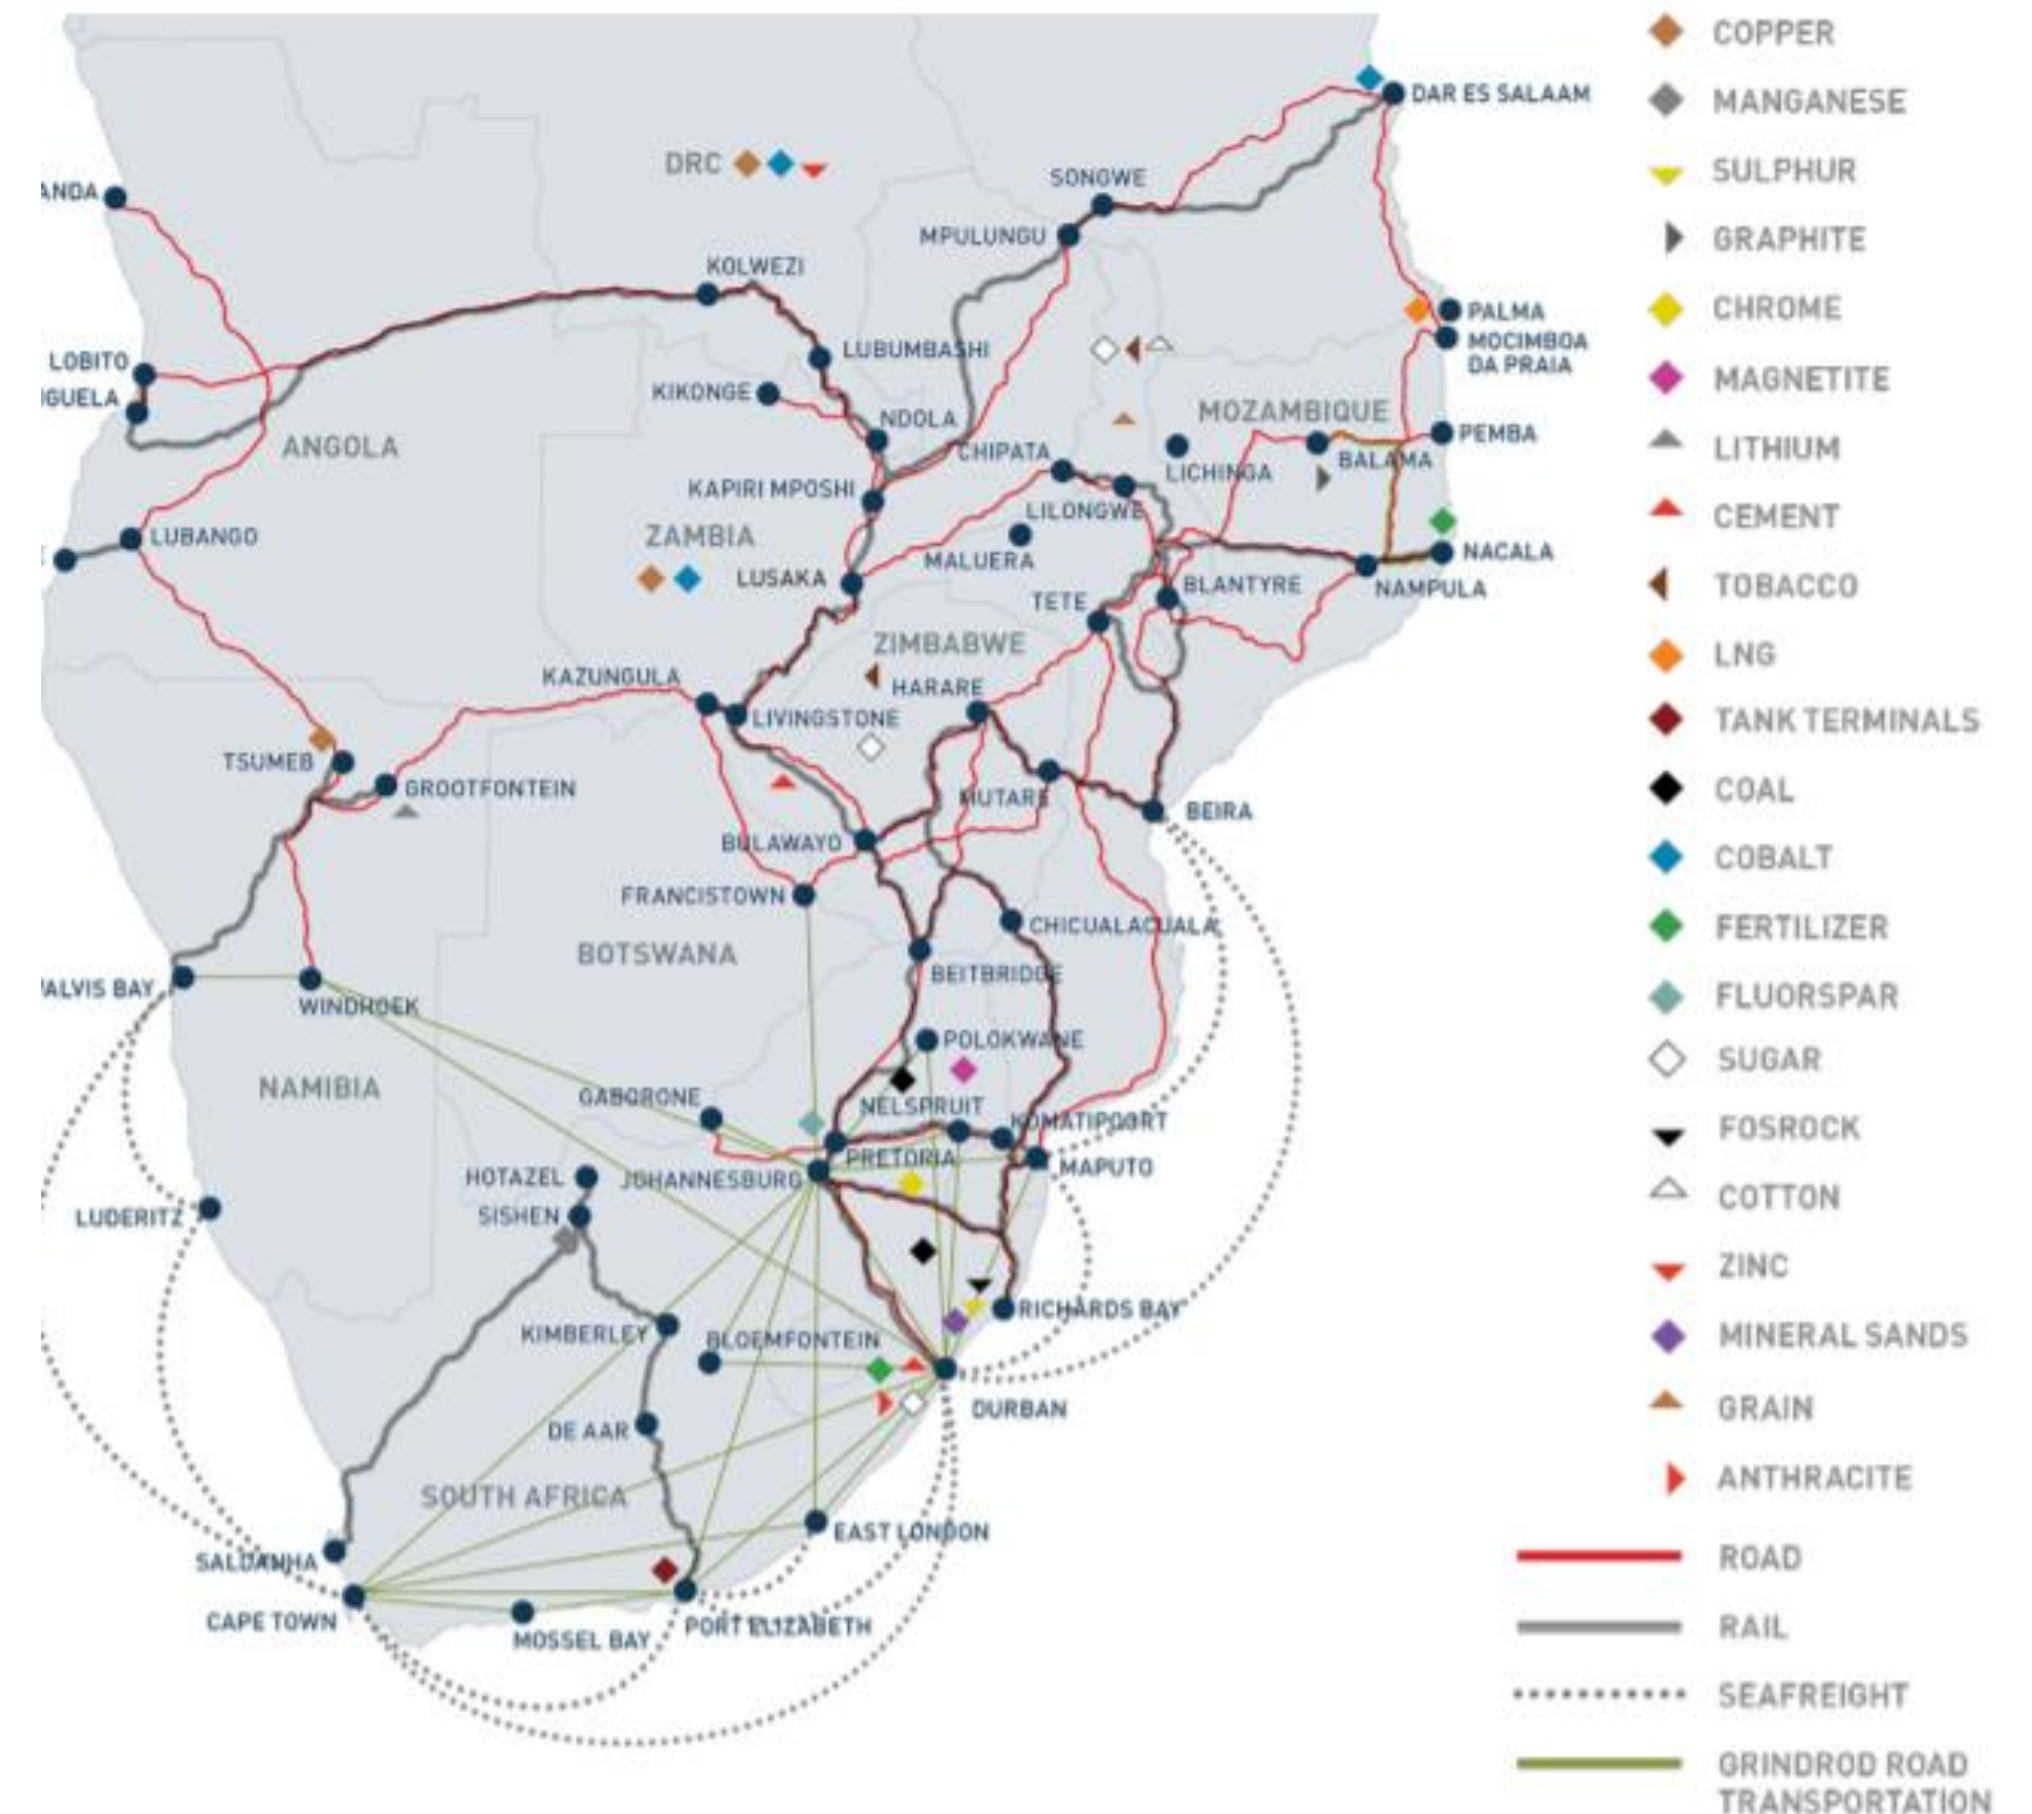 COPPER
DAR ES SALAAM
MANGANESE
DRC
SULPHUR
SONGWE
ANDA
MPULUNGU
GRAPHITE
KOLWEZI
CHROME
PALMA
LOBITO
LUBUMBASHI
MOCIMBOA
DA PRAIA
MAGNETITE
IGUELA
KIKONGE
NDOLA
MOZAMBIQUE
PEMBA
ANGOLA
CHIPATA
LICHINGA
BALAMA
LITHIUM
KAPIRI MPOSHI
LILONGWE
CEMENT
LUBANGO
ZAMBIA
MALUERA
NACALA
LUSAKA
BLANTYRE
NAMPULA
TOBACCO
TETE
ZIMBABWE
LNG
KAZUNGULA
HARARE
LIVINGSTONE
TANK TERMINALS
TSUMEB
GROOTFONTEIN
MUTARE
COAL
BEIRA
BULAWAYO
COBALT
FRANCISTOWN
CHICUALACUALA
FERTILIZER
BOTSWANA
BEITBRIDGE
ALVIS BAY
WINDHOEK
FLUORSPAR
POLOKWANE
SUGAR
NAMIBIA
GABORONE
NELSPRUIT
KOMATIPOORT
FOSROCK
PRETORIA
MAPUTO
HOTAZEL
JOHANNESBURG
COTTON
LUDERITZ
SISHEN
ZINC
RICHARDS BAY
KIMBERLEY
BLOEMFONTEIN
MINERAL SANDS
DURBAN
GRAIN
DE AAR
SOUTH AFRICA
ANTHRACITE
EAST LONDON
SALDANHA
ROAD
CAPE TOWN
MOSSEL BAY
PORT ELIZABETH
RAIL
SEAFREIGHT
GRINDROD ROAD
TRANSPORTATION